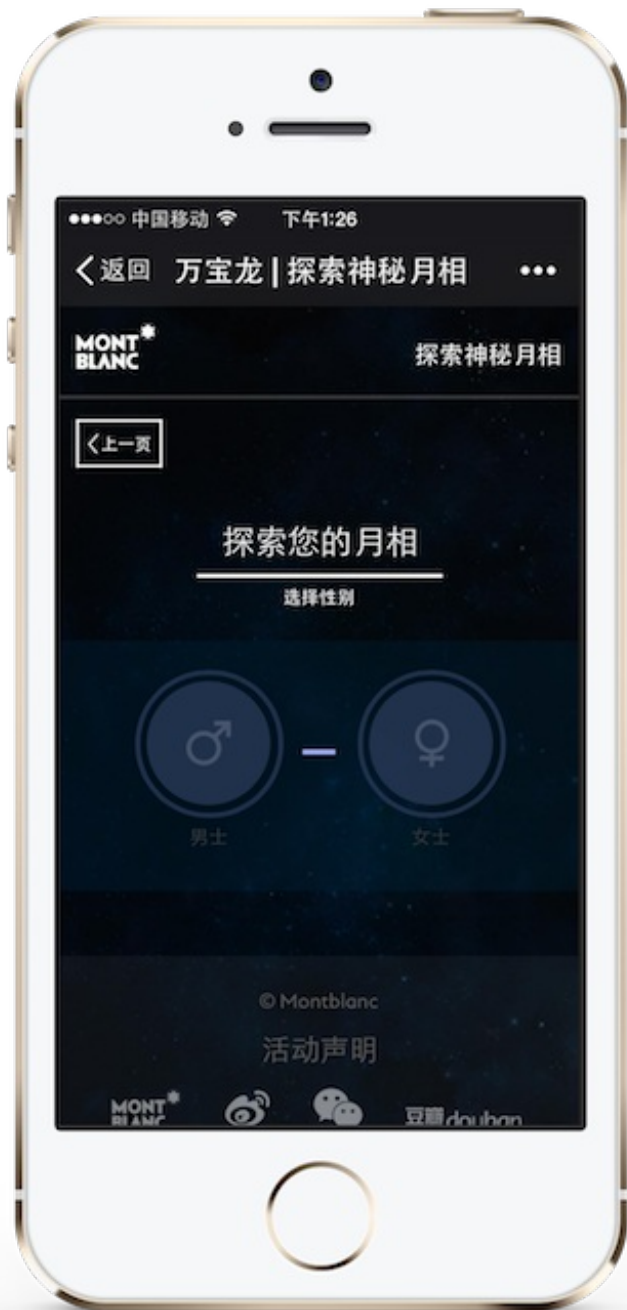 中国移动 下午1:26
返回 万宝龙 | 探索神秘月相
MONT
BLANC
探索神秘月相
上一页
探索您的月相
选择性别
男士 女士
© Montblanc
活动声明
MONT
BLANC
豆瓣douban